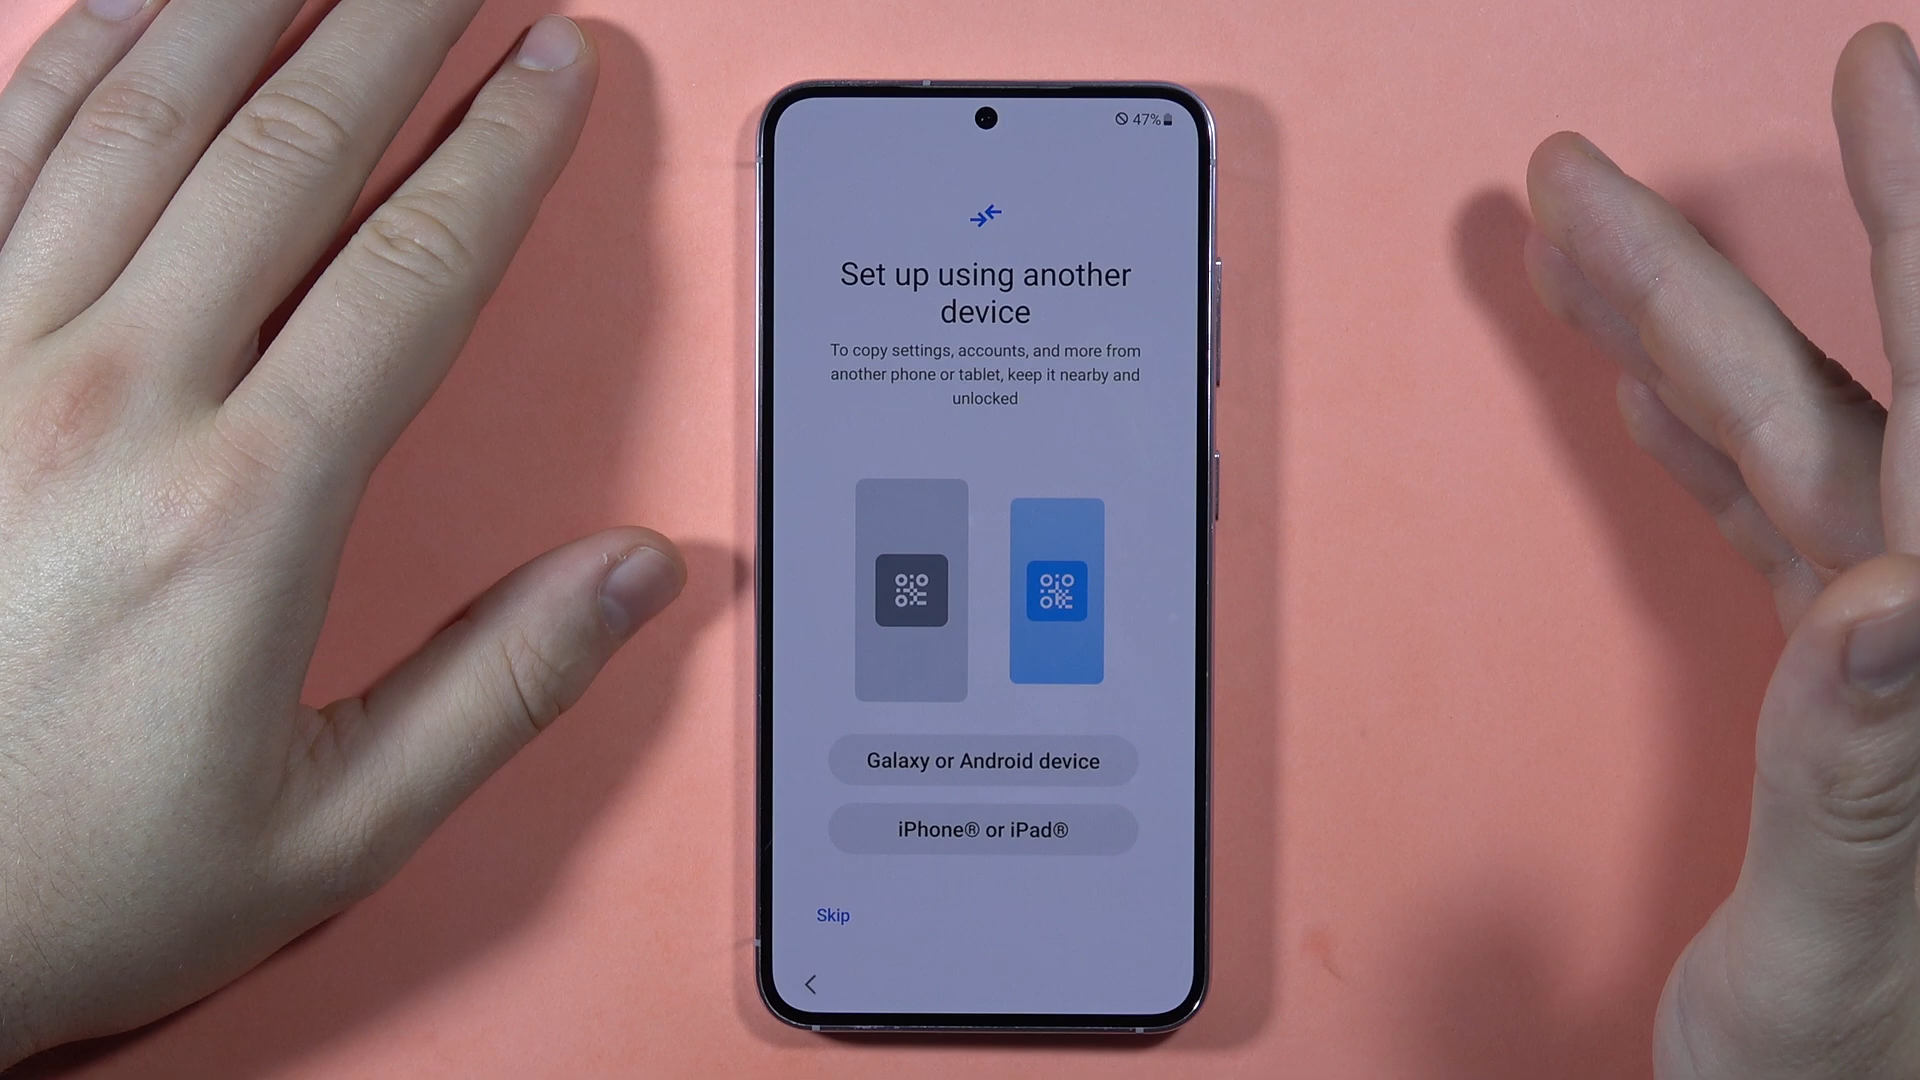 47%
Set up using another
device
To copy settings, accounts, and more from
another phone or tablet, keep it nearby and
unlocked
Galaxy or Android device
iPhone® or iPad®
Skip